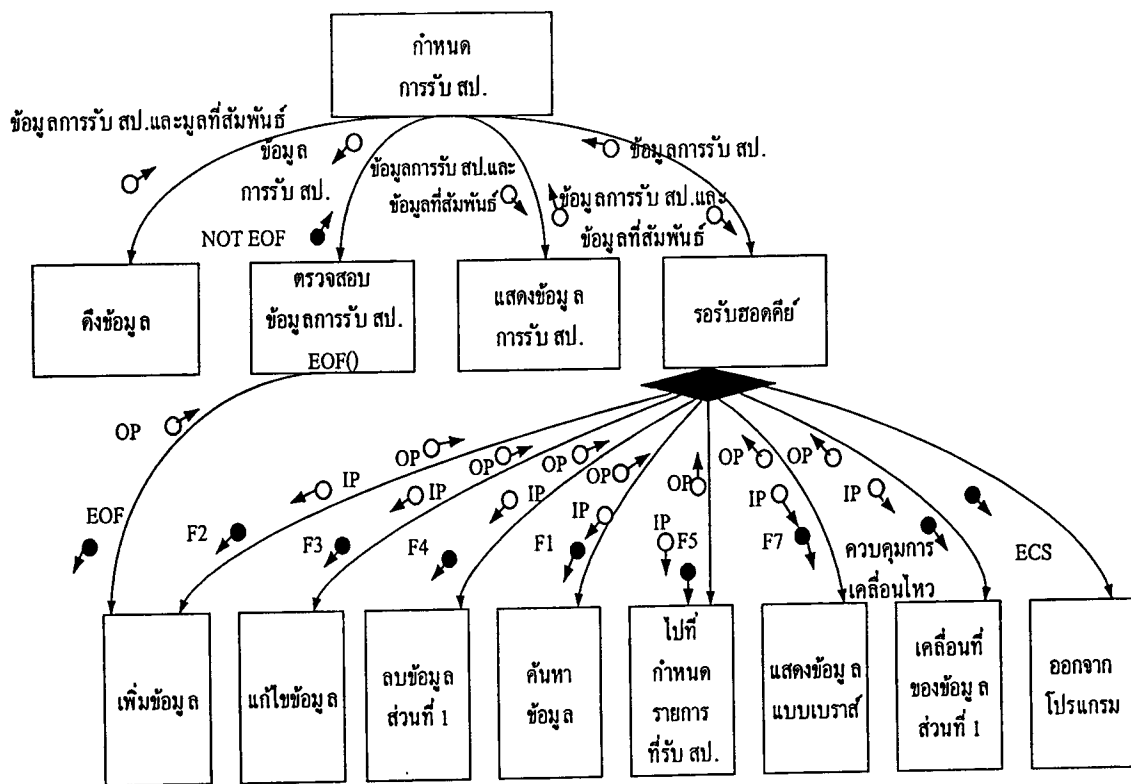 กำหนด
การรับ สป.
ข้อมูลการรับ สป.และมูลที่สัมพันธ์
ข้อมูล
การรับ สป.
ข้อมูลการรับ สป.และ
ข้อมูลที่สัมพันธ์
ข้อมูลการรับ สป.
ข้อมูลการรับ สป.และ
ข้อมูลที่สัมพันธ์
NOT EOF
ดึงข้อมูล
ตรวจสอบ
ข้อมูลการรับ สป.
EOF()
แสดงข้อมูล
การรับ สป.
รอรับฮอดคีย์
OP
OP
OP
OP
OP
OP
OP
OP
IP
IP
IP
IP
IP
IP
IP
EOF
F2
F3
F4
F1
F5
F7
ควบคุมการ
เคลื่อนไหว
ECS
เพิ่มข้อมูล
แก้ไขข้อมูล
ลบข้อมูล
ส่วนที่ 1
ค้นหา
ข้อมูล
ไปที่
กำหนด
รายการ
ที่รับ สป.
แสดงข้อมูล
แบบเบราส์
เคลื่อนที่
ของข้อมูล
ส่วนที่ 1
ออกจาก
โปรแกรม